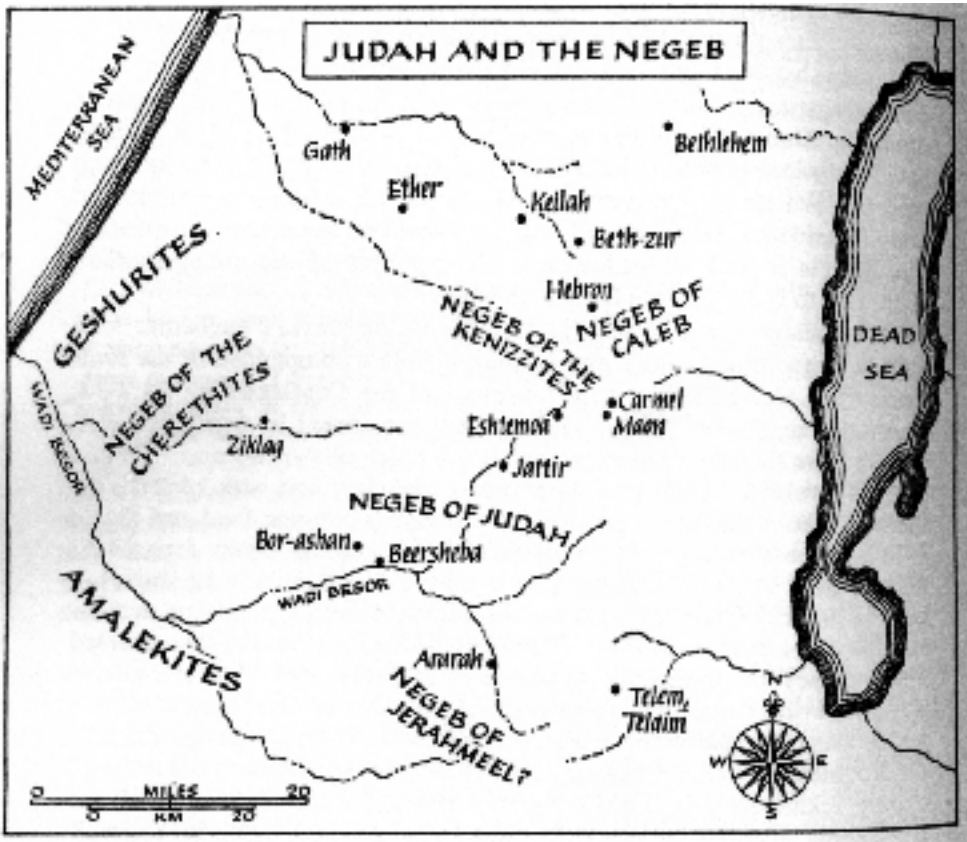 JUDAH AND THE NEGEB
MEDITERRANEAN
SEA
Gath
Bethlehem
Ether
Keilah
Beth-zur
GESHURITES
Hebron
NEGEB OF
CALEB
NEGEB OF THE
KENIZZITES
DEAD
SEA
NEGEB OF THE
CHERETHITES
WADI BESOR
Ziklag
Eshtemoa
Carmel
Maon
Jattir
NEGEB OF JUDAH
Bor-ashan
Beersheba
WADI BESOR
AMALEKITES
Ararah
NEGEB OF
JERAHMEEL?
Telem,
Telaim
N
W
E
S
0 MILES 20
0 KM 20